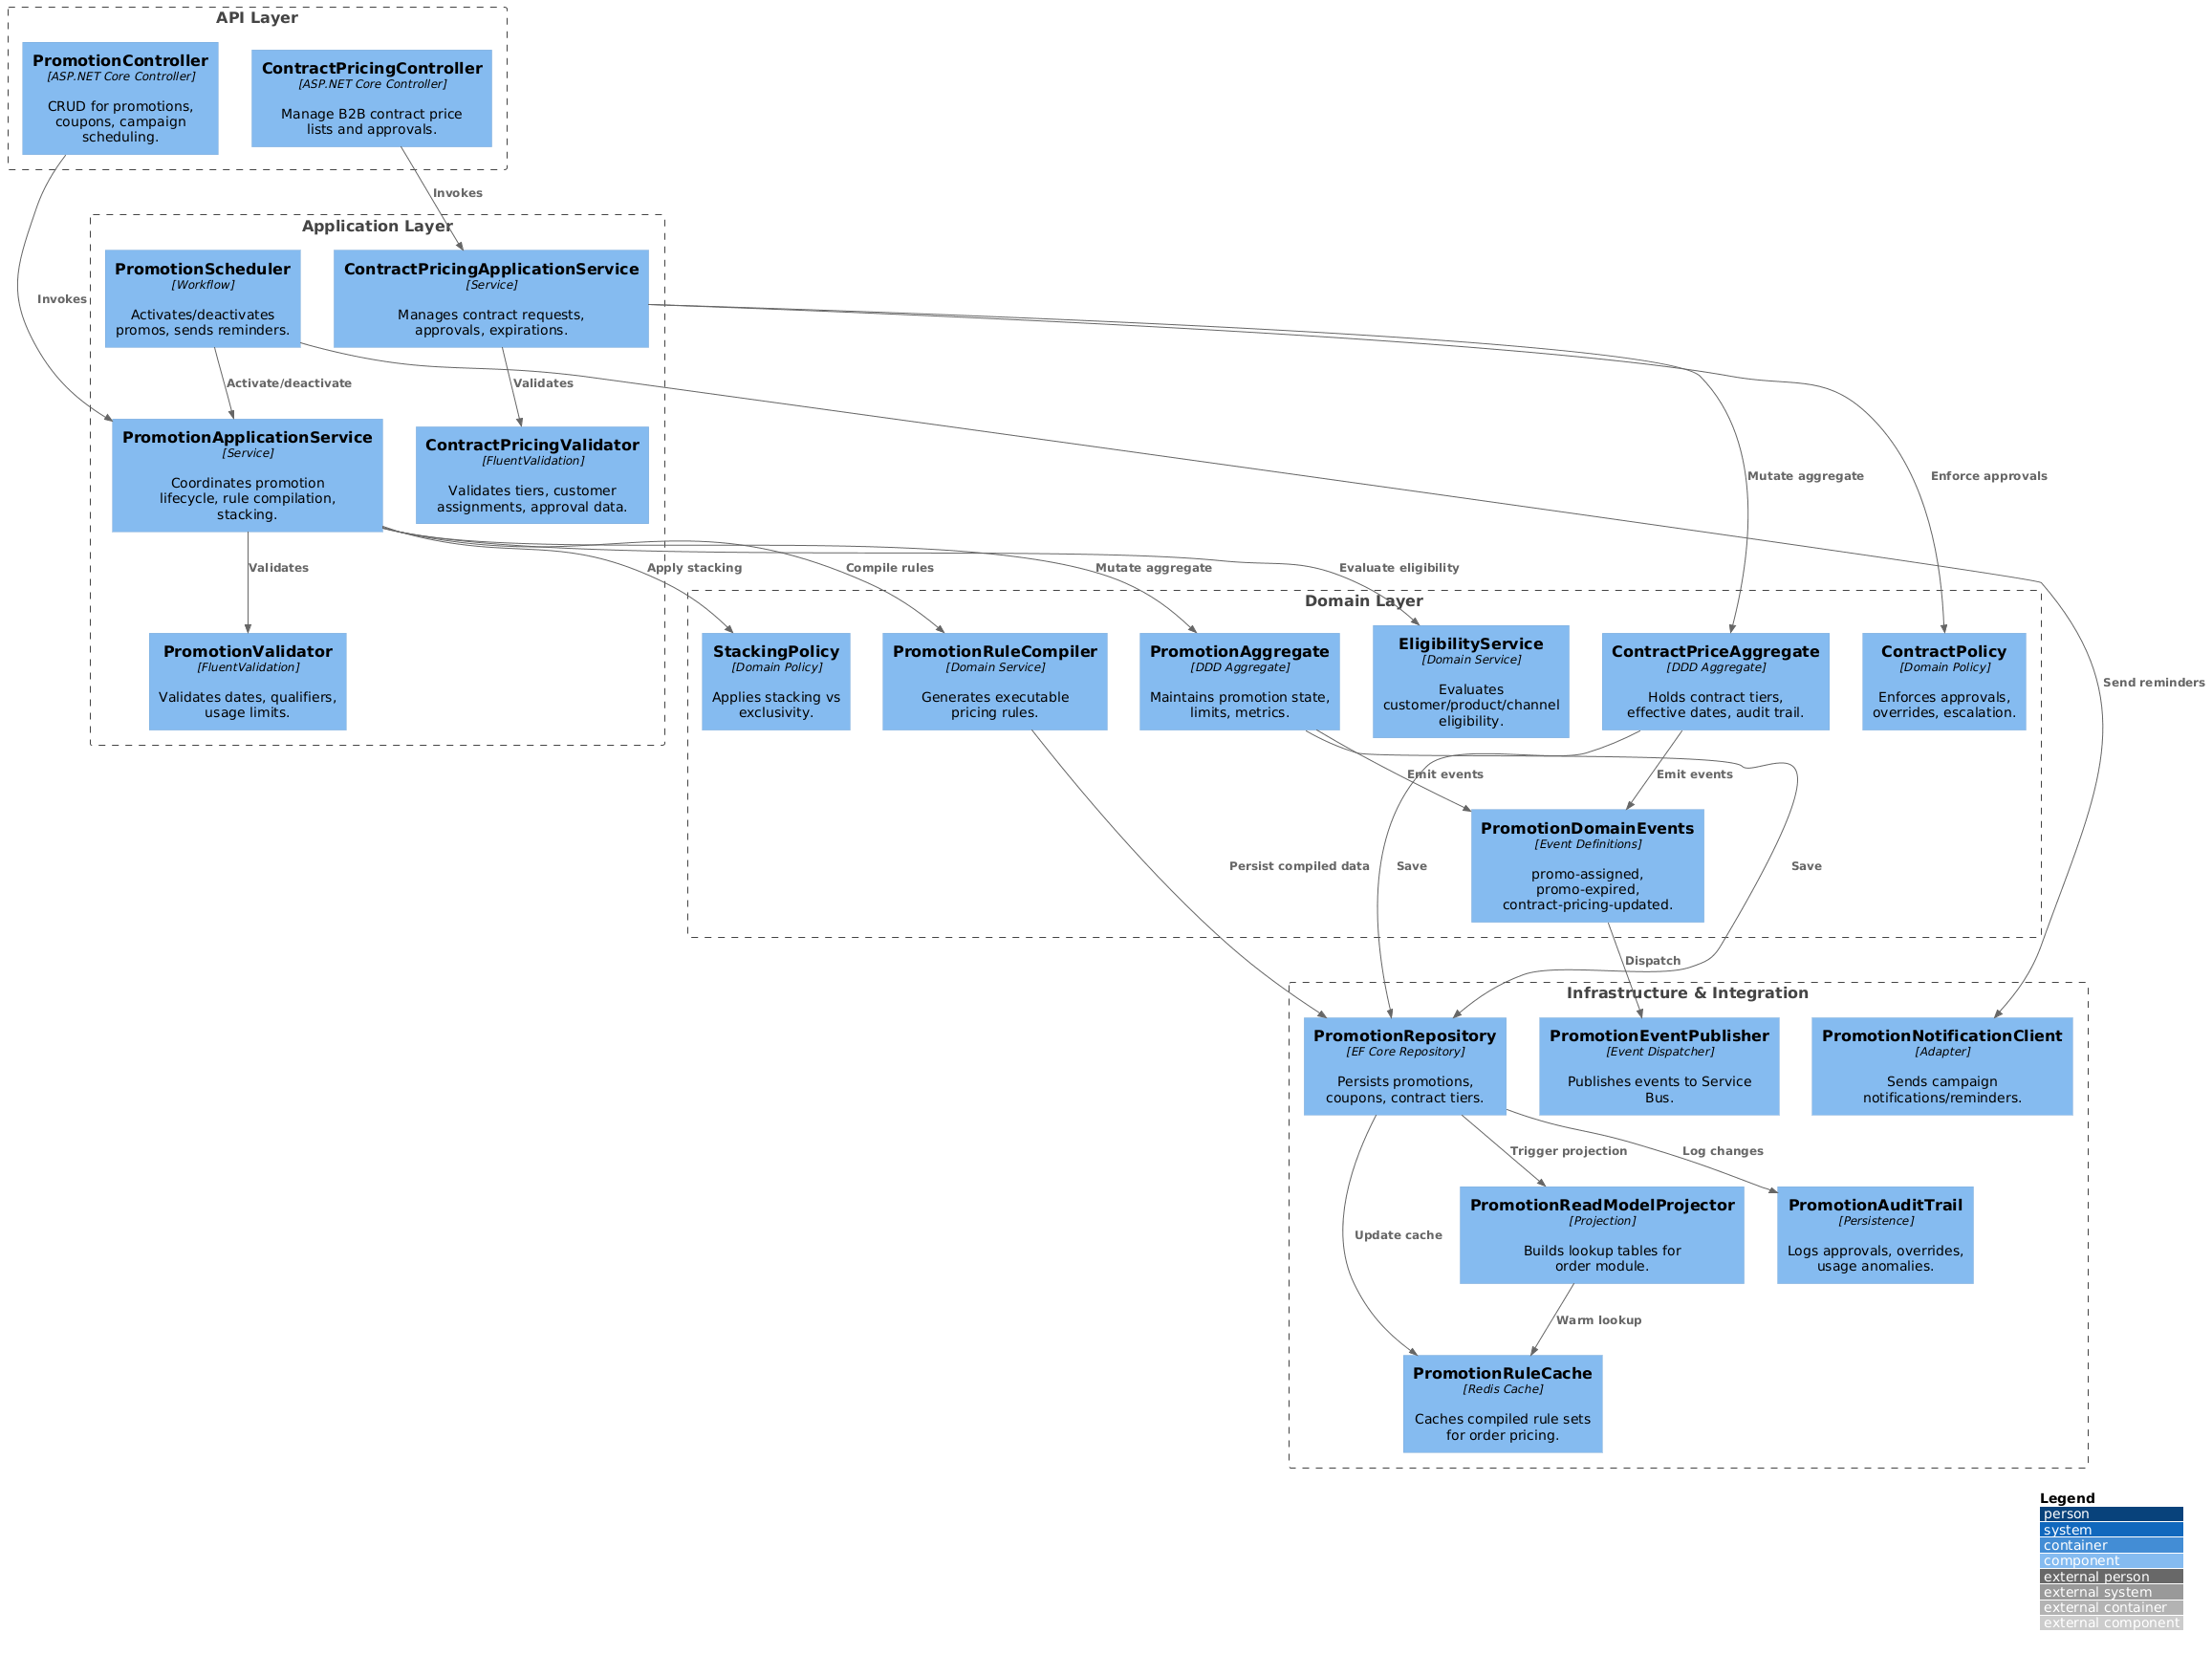 API Layer
PromotionController
[ASP.NET Core Controller]
CRUD for promotions,
coupons, campaign
scheduling.
ContractPricingController
[ASP.NET Core Controller]
Manage B2B contract price
lists and approvals.
Invokes
Invokes
Application Layer
PromotionScheduler
[Workflow]
Activates/deactivates
promos, sends reminders.
ContractPricingApplicationService
[Service]
Manages contract requests,
approvals, expirations.
Activate/deactivate
Validates
PromotionApplicationService
[Service]
Coordinates promotion
lifecycle, rule compilation,
stacking.
ContractPricingValidator
[FluentValidation]
Validates tiers, customer
assignments, approval data.
Mutate aggregate
Enforce approvals
Validates
Apply stacking
Compile rules
Mutate aggregate
Evaluate eligibility
PromotionValidator
[FluentValidation]
Validates dates, qualifiers,
usage limits.
Domain Layer
StackingPolicy
[Domain Policy]
Applies stacking vs
exclusivity.
PromotionRuleCompiler
[Domain Service]
Generates executable
pricing rules.
PromotionAggregate
[DDD Aggregate]
Maintains promotion state,
limits, metrics.
EligibilityService
[Domain Service]
Evaluates
customer/product/channel
eligibility.
ContractPriceAggregate
[DDD Aggregate]
Holds contract tiers,
effective dates, audit trail.
ContractPolicy
[Domain Policy]
Enforces approvals,
overrides, escalation.
Send reminders
Emit events
Emit events
PromotionDomainEvents
[Event Definitions]
promo-assigned,
promo-expired,
contract-pricing-updated.
Persist compiled data
Save
Save
Dispatch
Infrastructure & Integration
PromotionRepository
[EF Core Repository]
Persists promotions,
coupons, contract tiers.
PromotionEventPublisher
[Event Dispatcher]
Publishes events to Service
Bus.
PromotionNotificationClient
[Adapter]
Sends campaign
notifications/reminders.
Trigger projection
Log changes
Update cache
PromotionReadModelProjector
[Projection]
Builds lookup tables for
order module.
PromotionAuditTrail
[Persistence]
Logs approvals, overrides,
usage anomalies.
Warm lookup
PromotionRuleCache
[Redis Cache]
Caches compiled rule sets
for order pricing.
Legend
person
system
container
component
external person
external system
external container
external component